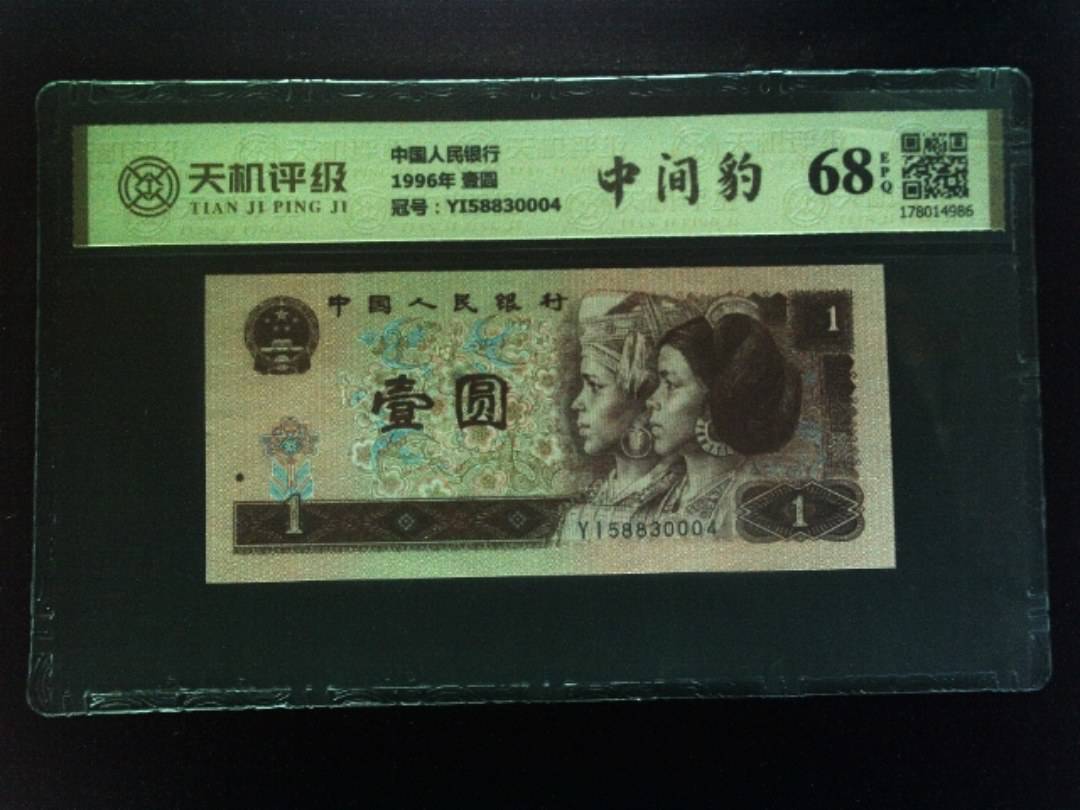 天机评级
TIAN JI PING JI
中国人民银行
1996年 壹圆
冠号：YI58830004
中间豹
68
EPQ
178014986
中国人民银行
壹圆
1
1
YI58830004
1